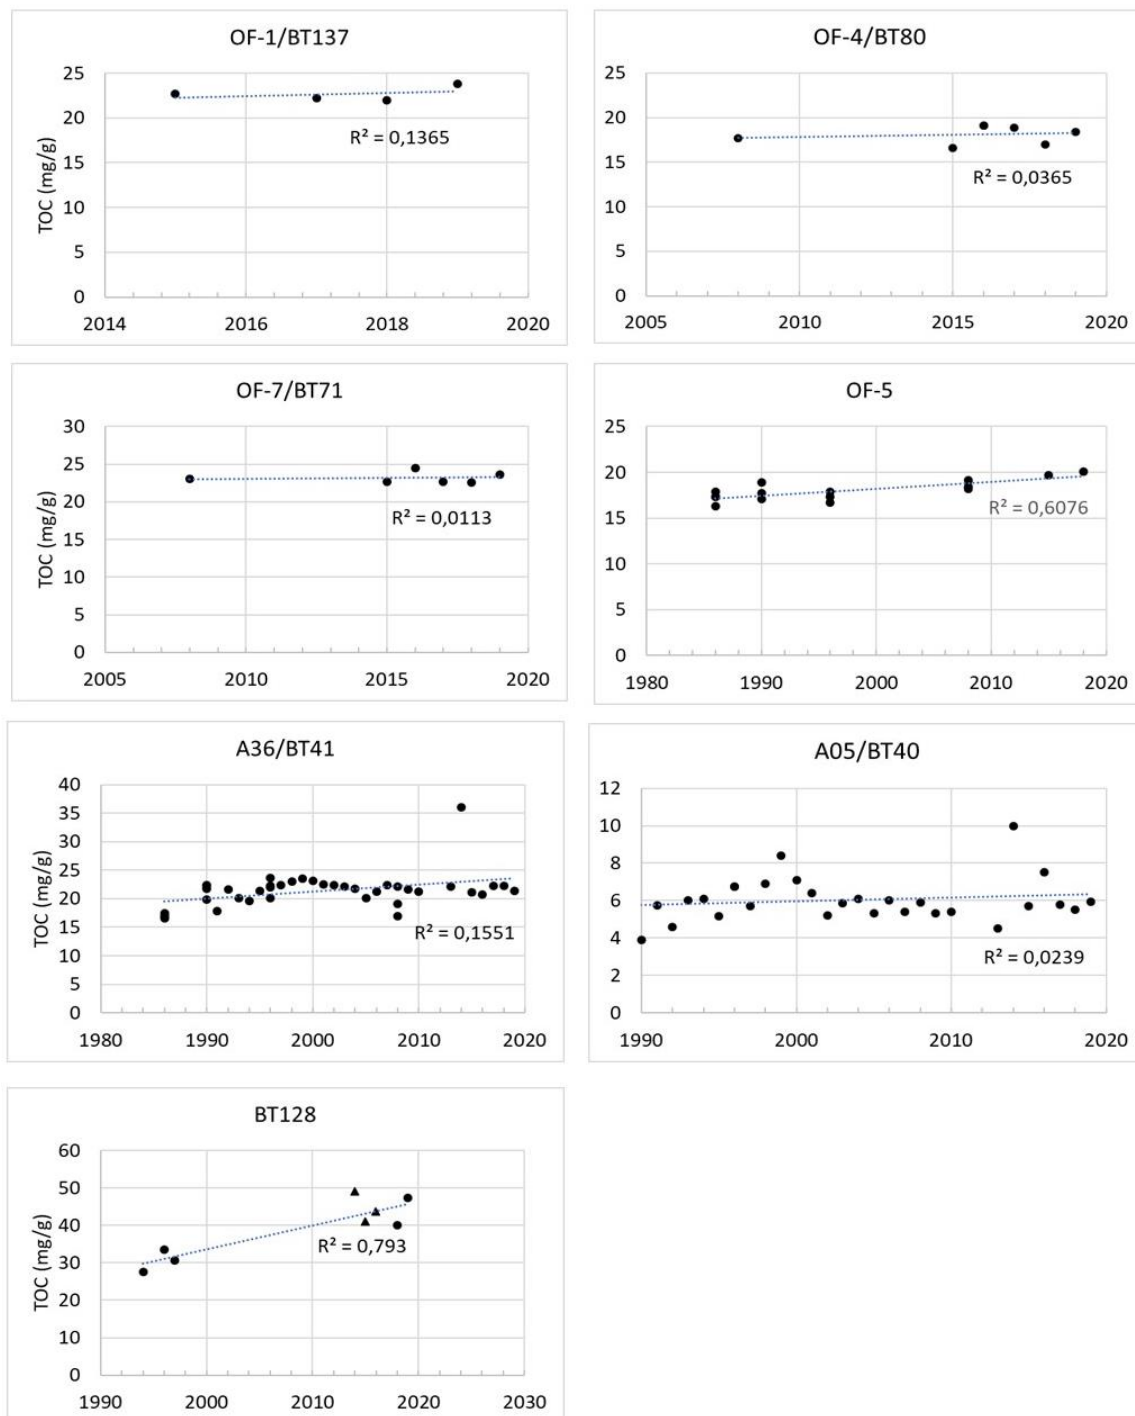 OF-1/BT137
TOC (mg/g)
25
20
15
10
5
0
R² = 0,1365
2014 2016 2018 2020
OF-4/BT80
25
20
15
10
5
0
R² = 0,0365
2005 2010 2015 2020
OF-7/BT71
TOC (mg/g)
30
25
20
15
10
5
0
R² = 0,0113
2005 2010 2015 2020
OF-5
25
20
15
10
5
0
R² = 0,6076
1980 1990 2000 2010 2020
A36/BT41
TOC (mg/g)
40
35
30
25
20
15
10
5
0
R² = 0,1551
1980 1990 2000 2010 2020
A05/BT40
12
10
8
6
4
2
0
R² = 0,0239
1990 2000 2010 2020
BT128
TOC (mg/g)
60
50
40
30
20
10
0
R² = 0,793
1990 2000 2010 2020 2030